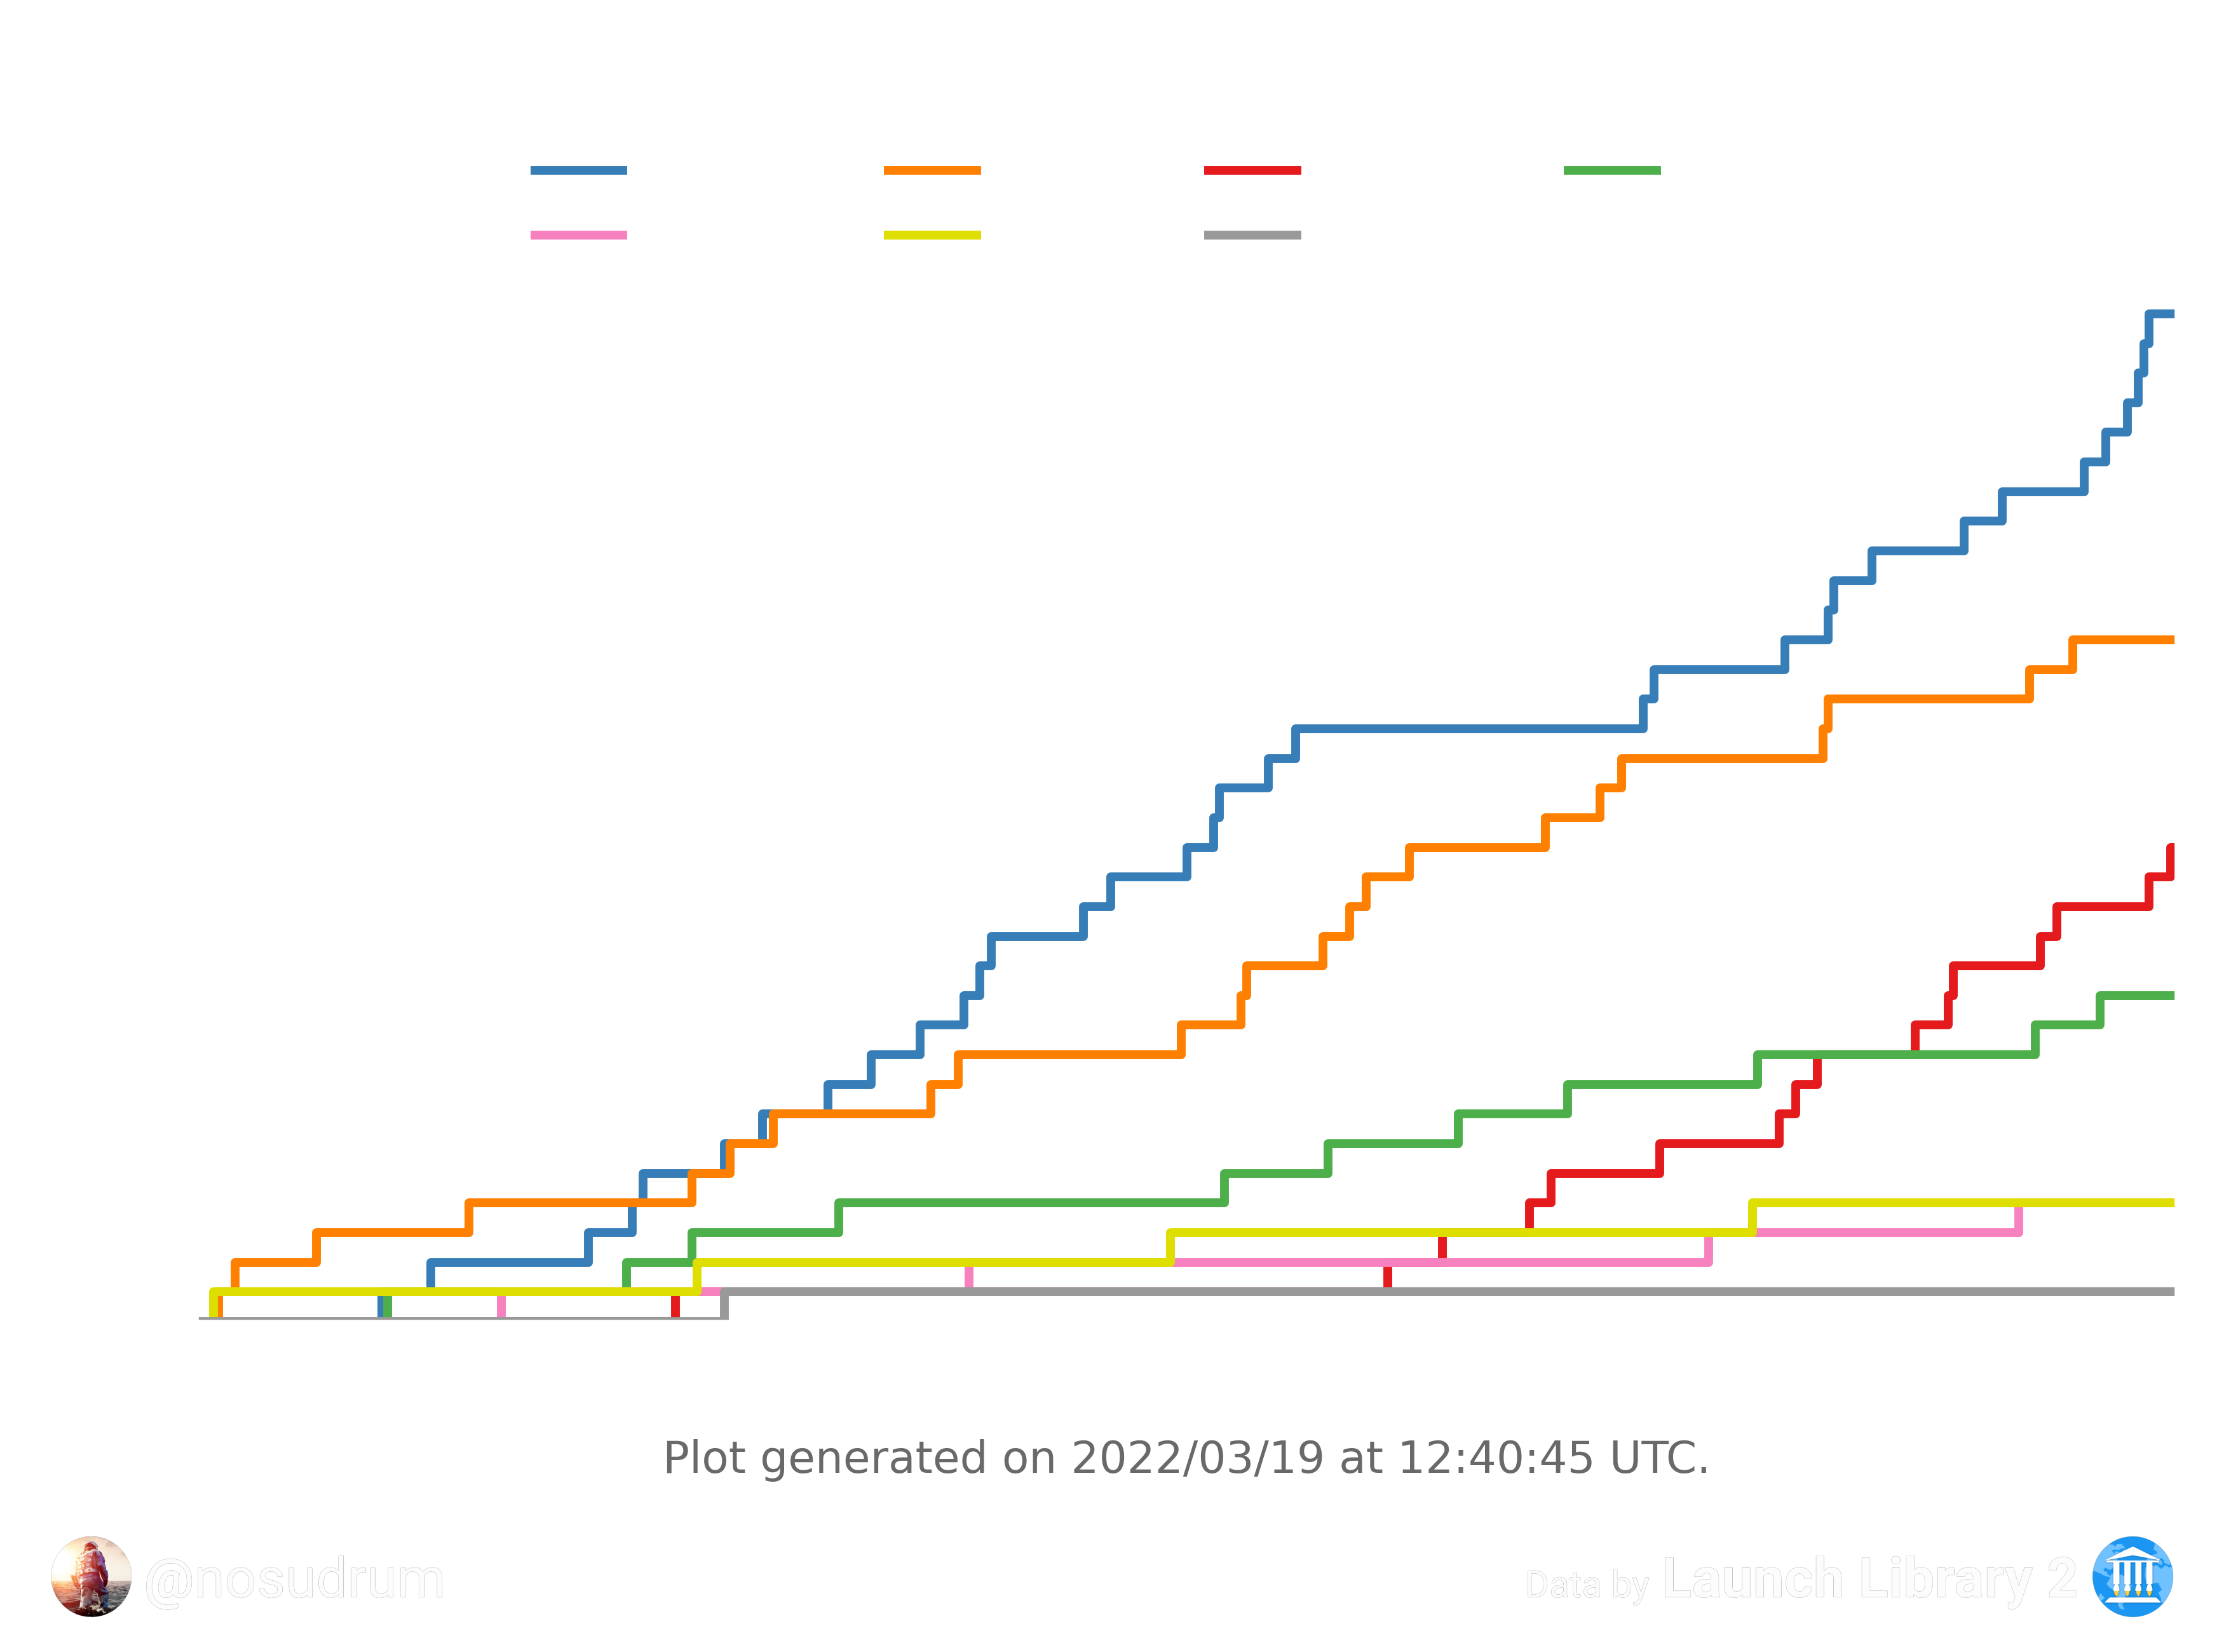 Plot generated on 2022/03/19 at 12:40:45 UTC.
@nosudrum
Data by Launch Library 2